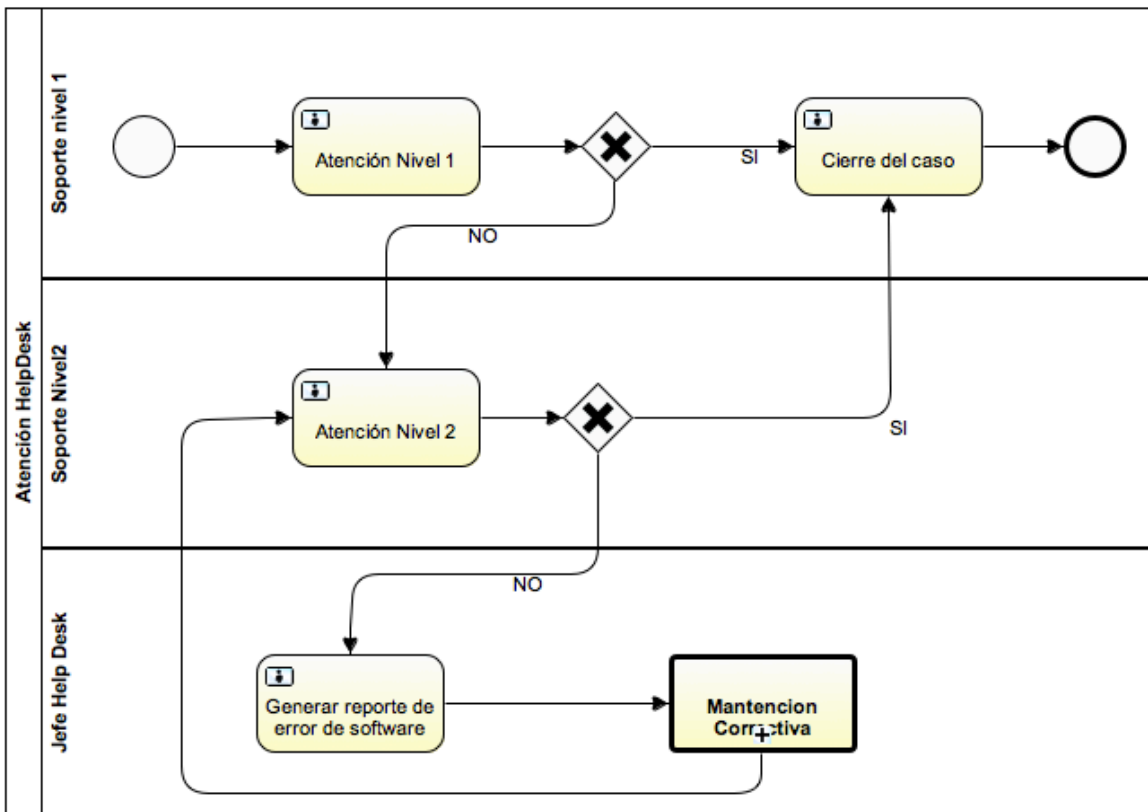 Atención HelpDesk
Soporte nivel 1
Atención Nivel 1
SI
Cierre del caso
NO
Soporte Nivel2
Atención Nivel 2
SI
NO
Jefe Help Desk
Generar reporte de
error de software
Mantencion
Correctiva